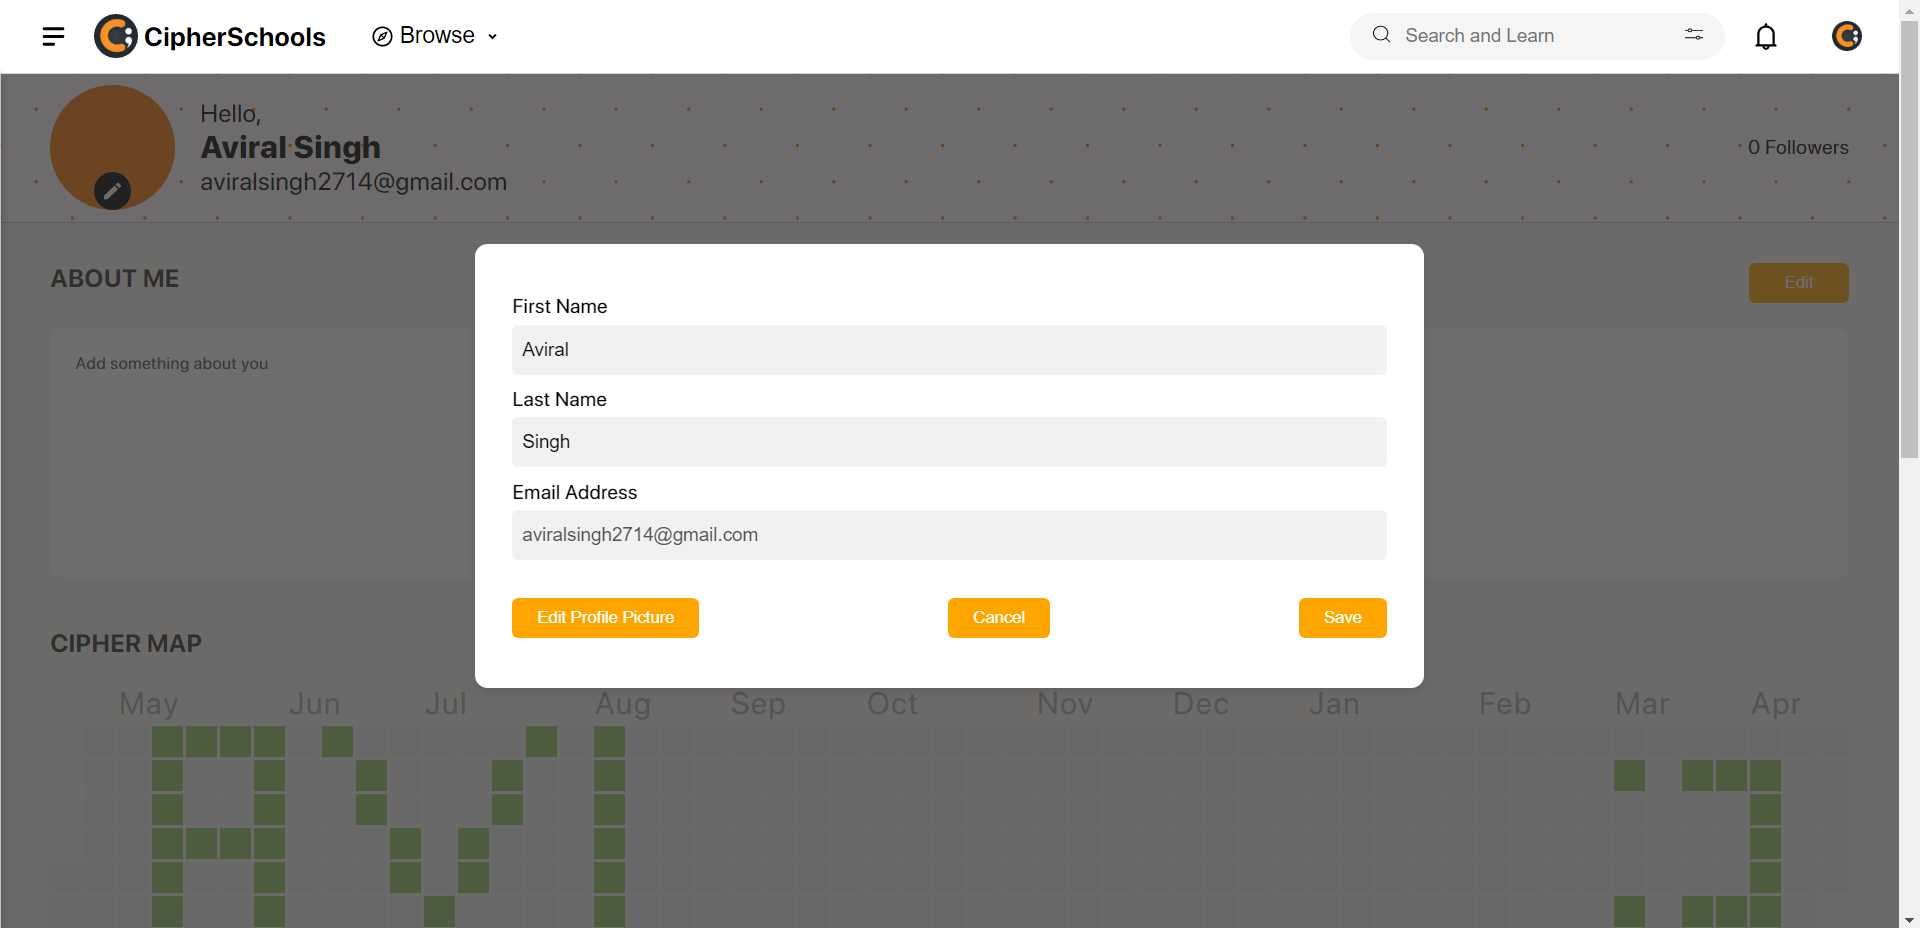 CipherSchools
Browse
Search and Learn
Hello,
Aviral Singh
aviralsingh2714@gmail.com
0 Followers
ABOUT ME
Edit
Add something about you
First Name
Aviral
Last Name
Singh
Email Address
aviralsingh2714@gmail.com
Edit Profile Picture
Cancel
Save
CIPHER MAP
May Jun Jul Aug Sep Oct Nov Dec Jan Feb Mar Apr